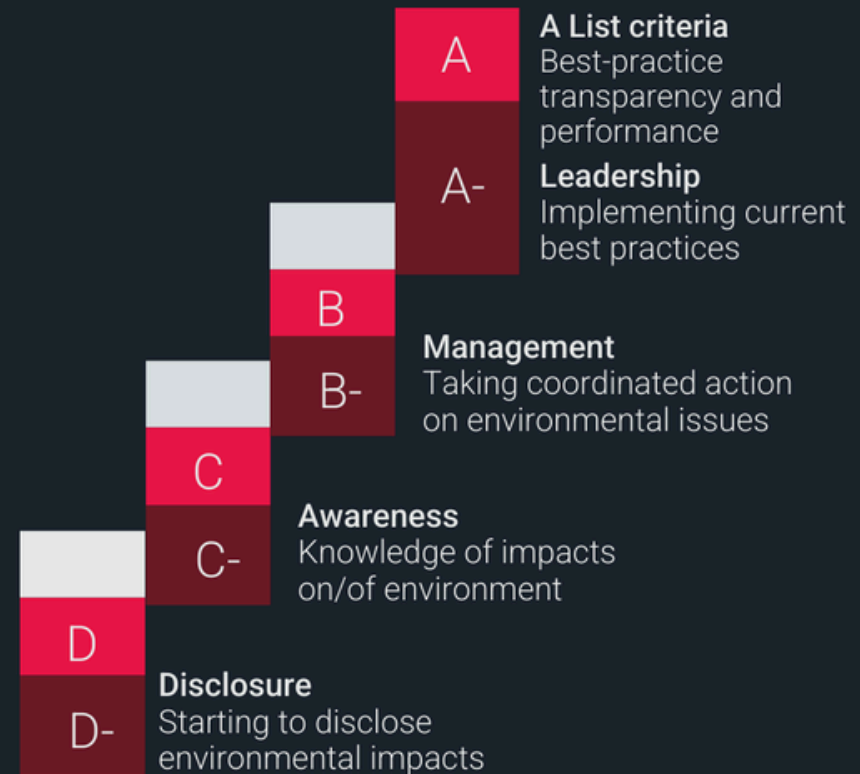 A
A List criteria
Best-practice
transparency and
performance
A-
Leadership
Implementing current
best practices
B
B-
Management
Taking coordinated action
on environmental issues
C
C-
Awareness
Knowledge of impacts
on/of environment
D
D-
Disclosure
Starting to disclose
environmental impacts